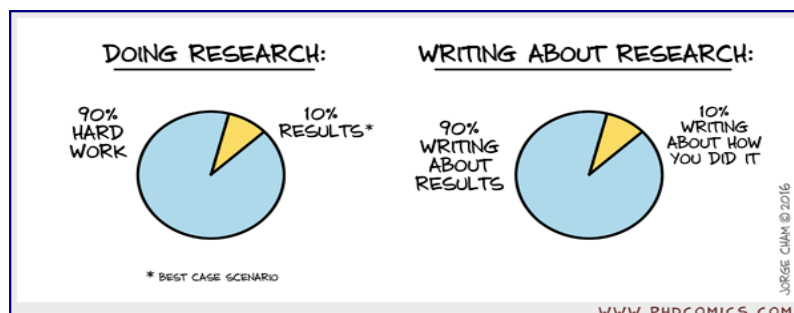 DOING RESEARCH:
90%
HARD
WORK
10%
RESULTS*
* BEST CASE SCENARIO
WRITING ABOUT RESEARCH:
90%
WRITING
ABOUT
RESULTS
10%
WRITING
ABOUT HOW
YOU DID IT
JORGE CHAM © 2016
WWW.PHDCOMICS.COM